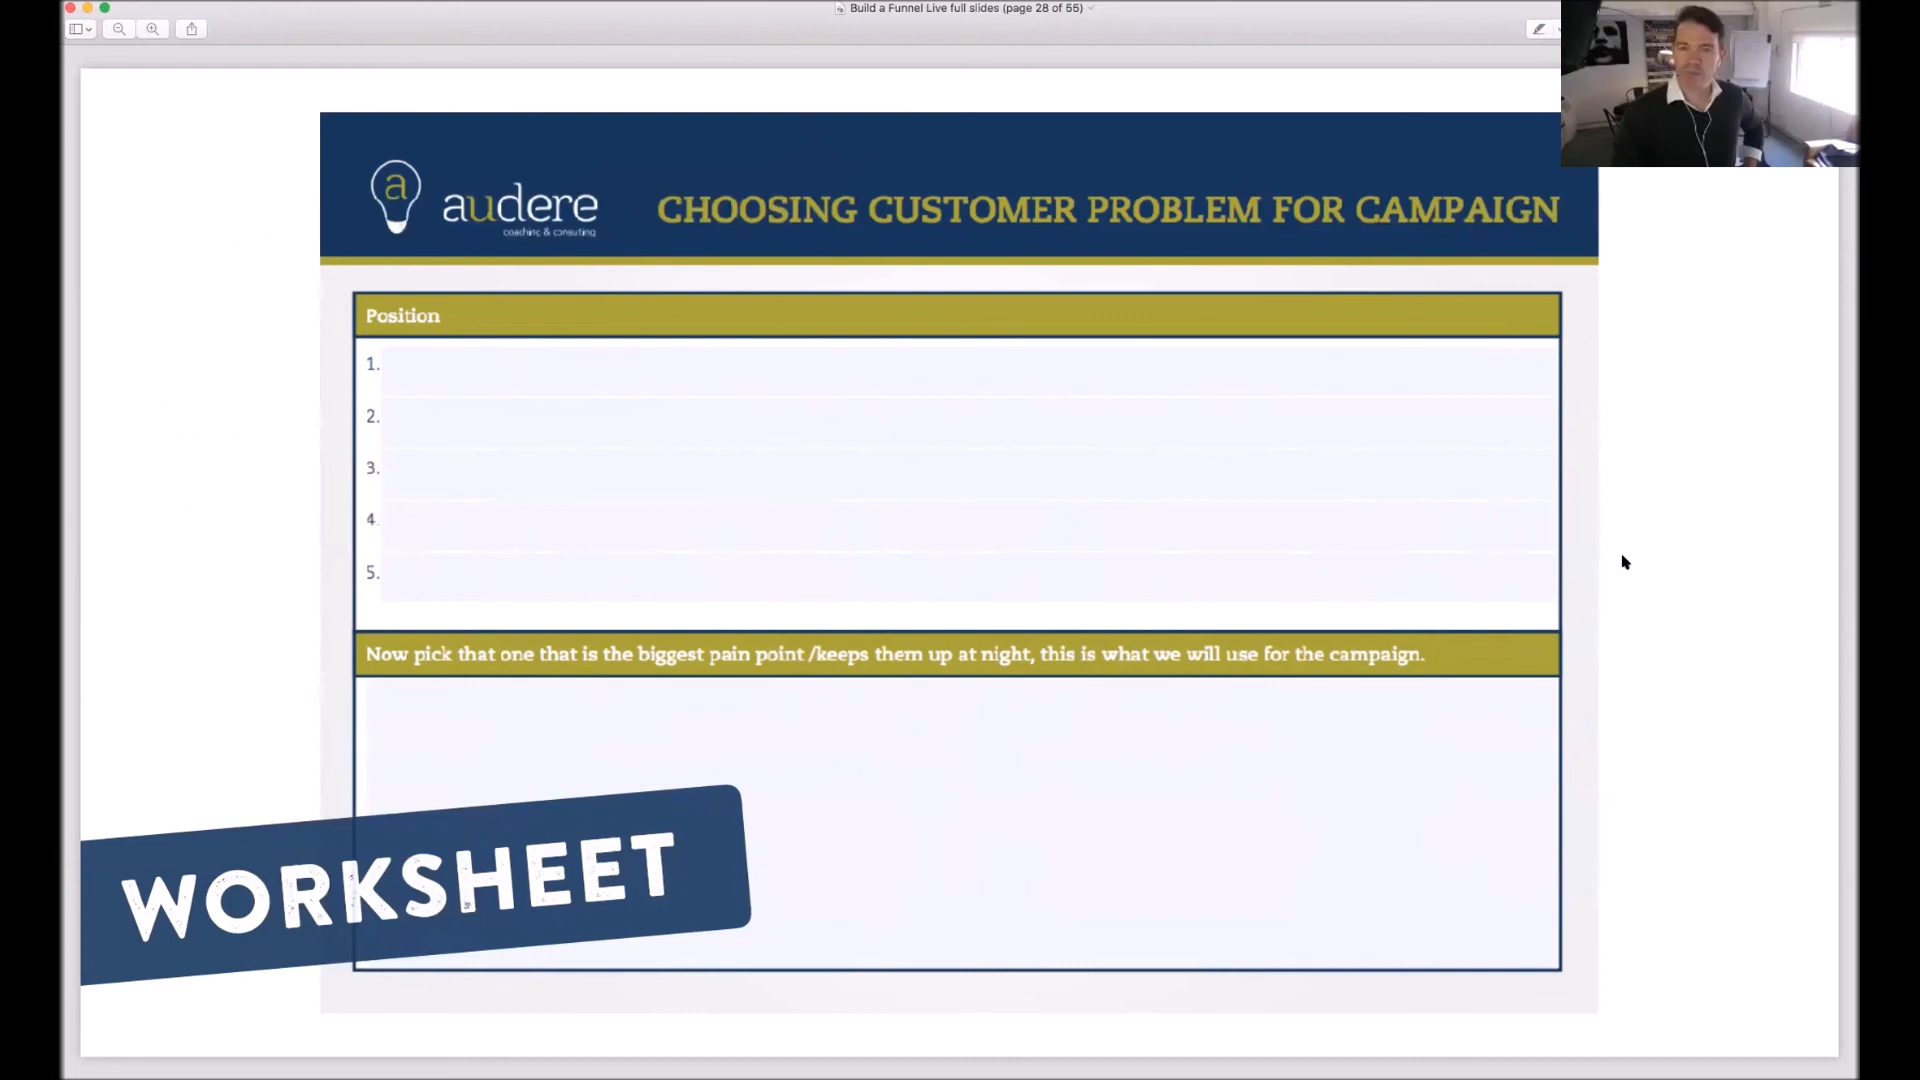 Build a Funnel Live full slides (page 28 of 55)
a
audere
coaching & consuting
CHOOSING CUSTOMER PROBLEM FOR CAMPAIGN
Position
1.
2.
3.
4.
5.
Now pick that one that is the biggest pain point /keeps them up at night, this is what we will use for the campaign.
WORKSHEET